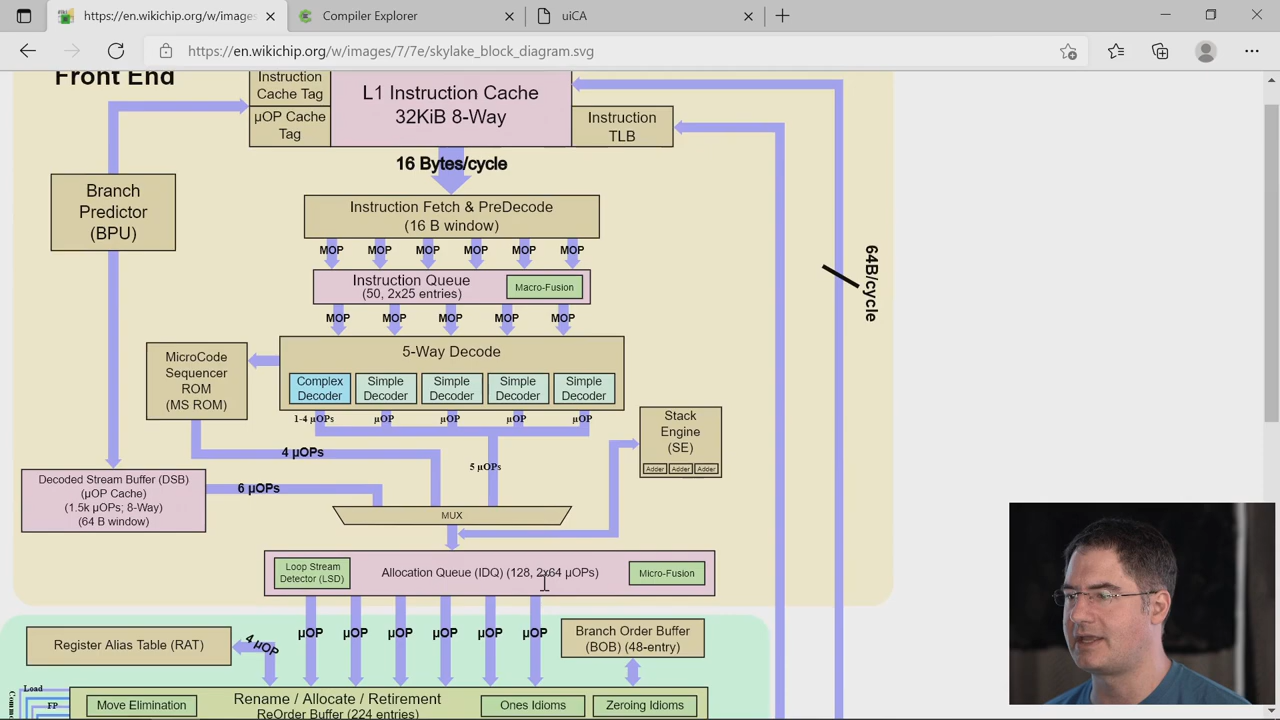 https://en.wikichip.org/w/images
Compiler Explorer
uiCA
https://en.wikichip.org/w/images/7/7e/skylake_block_diagram.svg
Front End
Instruction
Cache Tag
µOP Cache
Tag
L1 Instruction Cache
32KiB 8-Way
Instruction
TLB
16 Bytes/cycle
Branch
Predictor
(BPU)
Instruction Fetch & PreDecode
(16 B window)
MOP MOP MOP MOP MOP MOP
Instruction Queue
(50, 2x25 entries)
Macro-Fusion
64B/cycle
MOP MOP MOP MOP MOP
5-Way Decode
MicroCode
Sequencer
ROM
(MS ROM)
Complex
Decoder
Simple
Decoder
Simple
Decoder
Simple
Decoder
Simple
Decoder
1-4 µOPs µOP µOP µOP µOP
Stack
Engine
(SE)
Adder Adder Adder
4 µOPs
5 µOPs
Decoded Stream Buffer (DSB)
(µOP Cache)
(1.5k µOPs; 8-Way)
(64 B window)
6 µOPs
MUX
Loop Stream
Detector (LSD)
Allocation Queue (IDQ) (128, 2x64 µOPs)
Micro-Fusion
µOP µOP µOP µOP µOP µOP
Register Alias Table (RAT)
4 µOP
Branch Order Buffer
(BOB) (48-entry)
Load
FP
Move Elimination
Rename / Allocate / Retirement
ReOrder Buffer (224 entries)
Ones Idioms
Zeroing Idioms